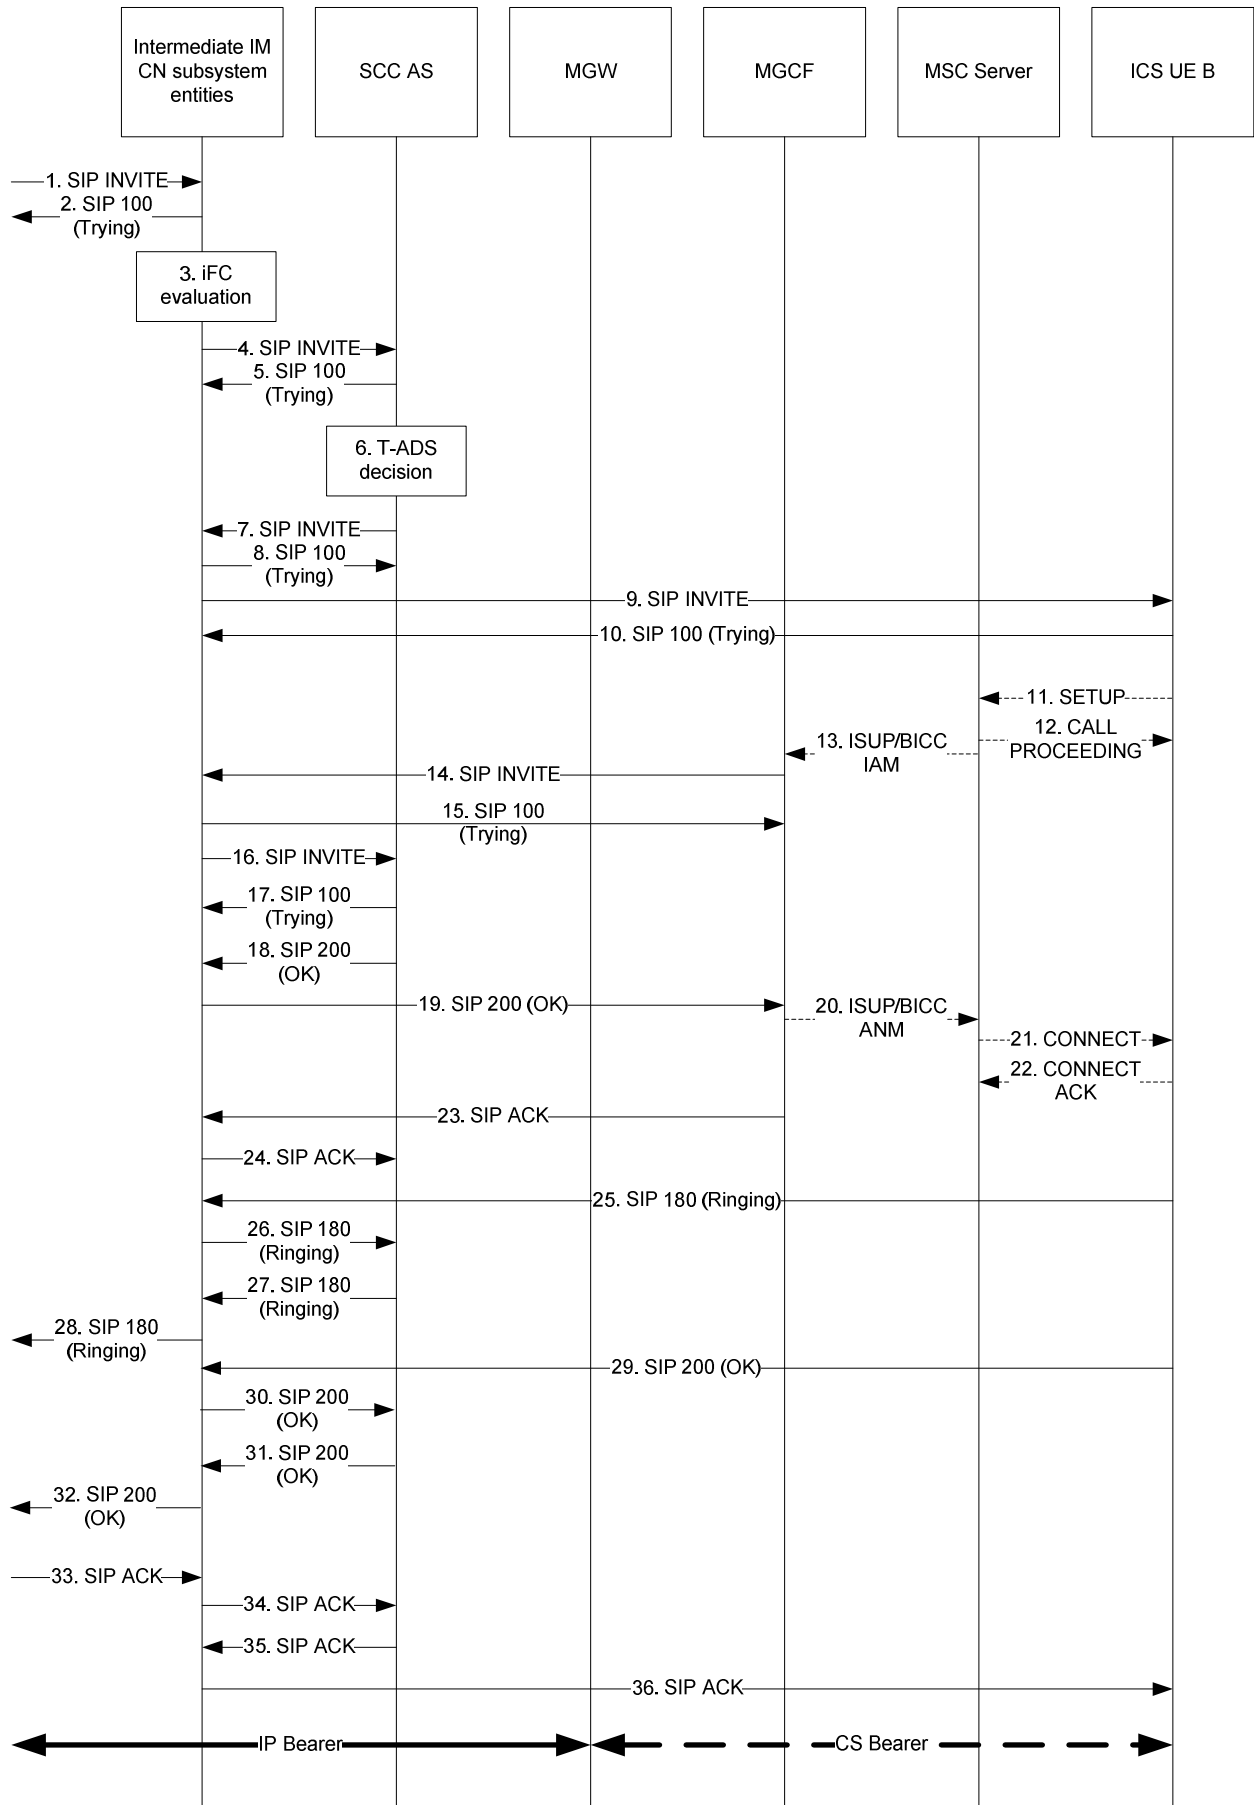 Intermediate IM
CN subsystem
entities
SCC AS
MGW
MGCF
MSC Server
ICS UE B
1. SIP INVITE
2. SIP 100
(Trying)
3. iFC
evaluation
4. SIP INVITE
5. SIP 100
(Trying)
6. T-ADS
decision
7. SIP INVITE
8. SIP 100
(Trying)
9. SIP INVITE
10. SIP 100 (Trying)
11. SETUP
12. CALL
PROCEEDING
13. ISUP/BICC
IAM
14. SIP INVITE
15. SIP 100
(Trying)
16. SIP INVITE
17. SIP 100
(Trying)
18. SIP 200
(OK)
19. SIP 200 (OK)
20. ISUP/BICC
ANM
21. CONNECT
22. CONNECT
ACK
23. SIP ACK
24. SIP ACK
25. SIP 180 (Ringing)
26. SIP 180
(Ringing)
27. SIP 180
(Ringing)
28. SIP 180
(Ringing)
29. SIP 200 (OK)
30. SIP 200
(OK)
31. SIP 200
(OK)
32. SIP 200
(OK)
33. SIP ACK
34. SIP ACK
35. SIP ACK
36. SIP ACK
IP Bearer
CS Bearer